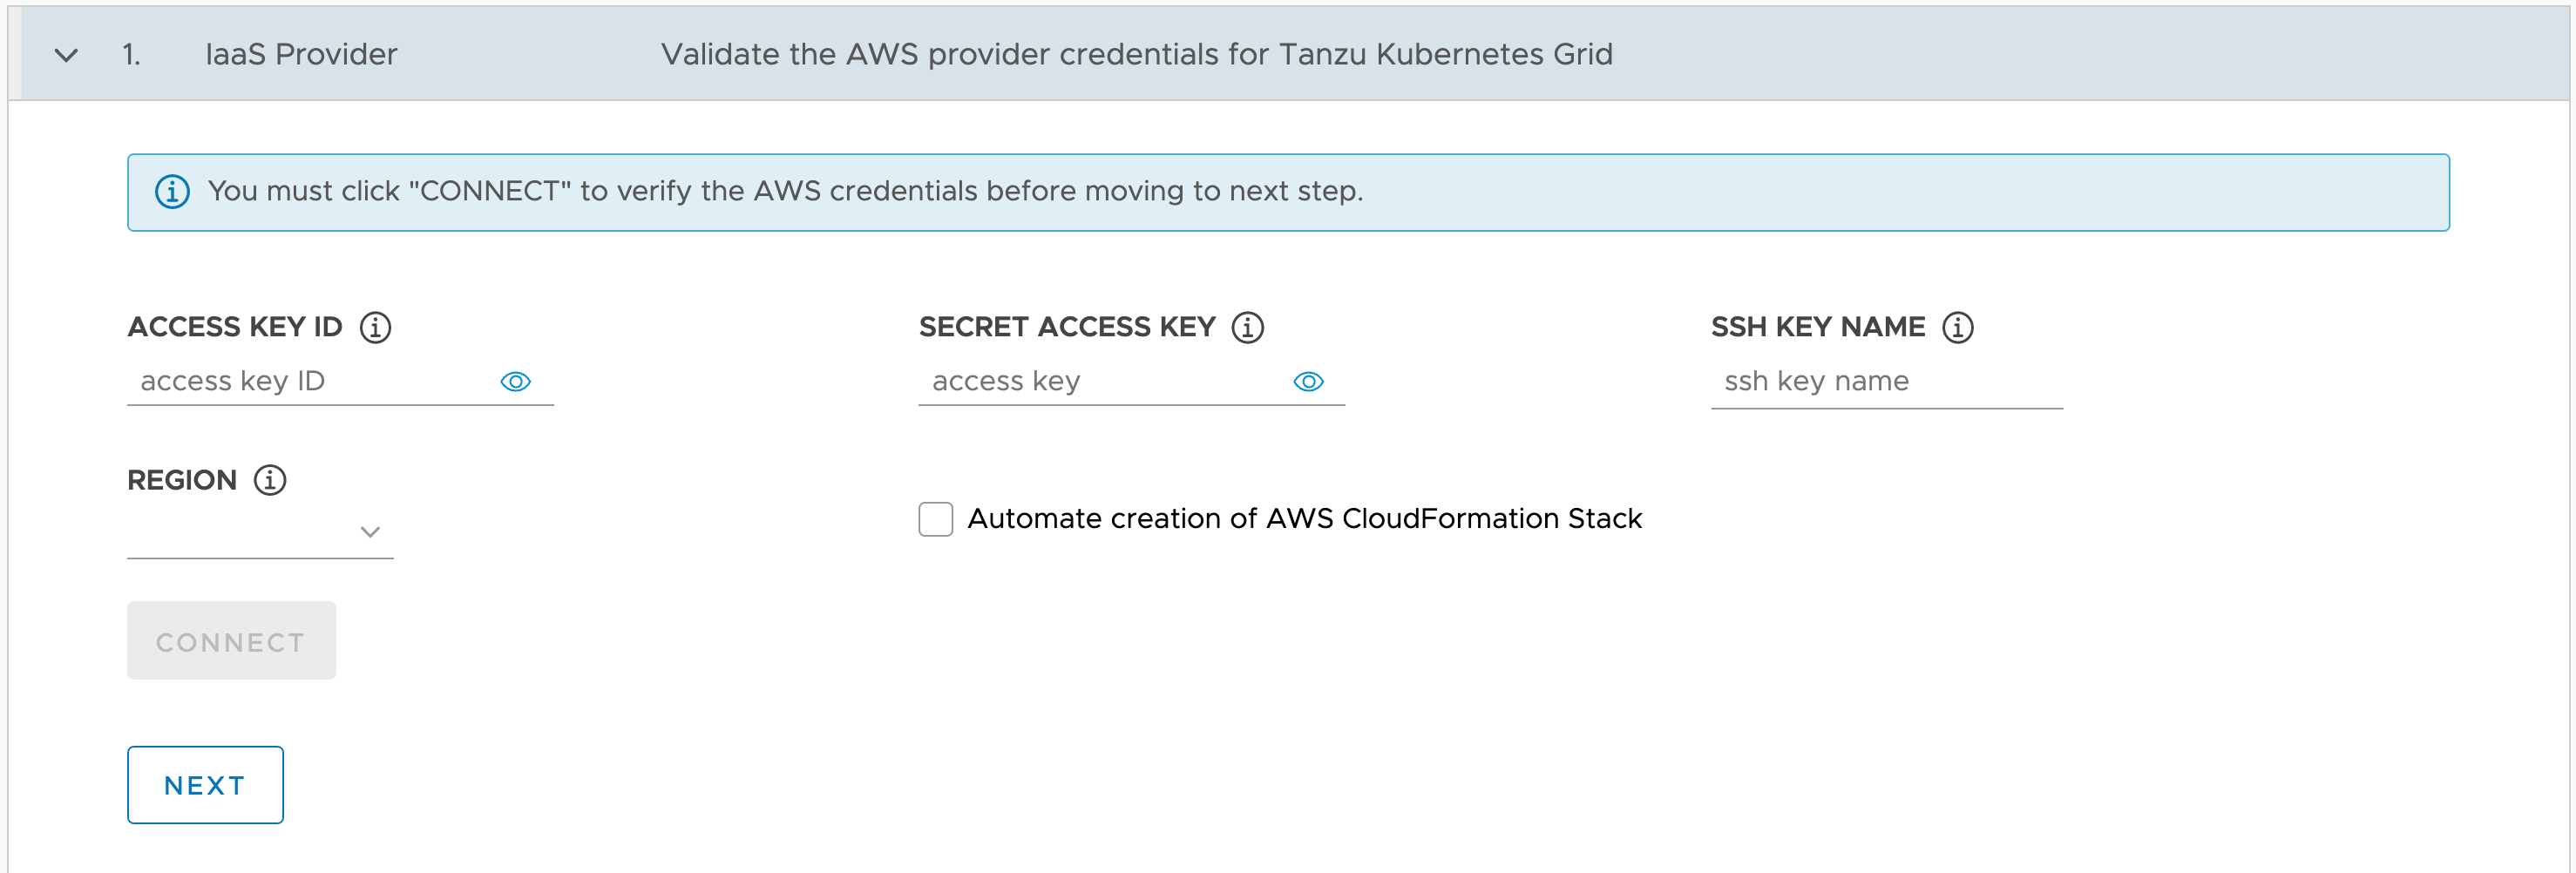 1. IaaS Provider Validate the AWS provider credentials for Tanzu Kubernetes Grid
You must click "CONNECT" to verify the AWS credentials before moving to next step.
ACCESS KEY ID SECRET ACCESS KEY SSH KEY NAME
access key ID access key ssh key name
REGION
Automate creation of AWS CloudFormation Stack
CONNECT
NEXT